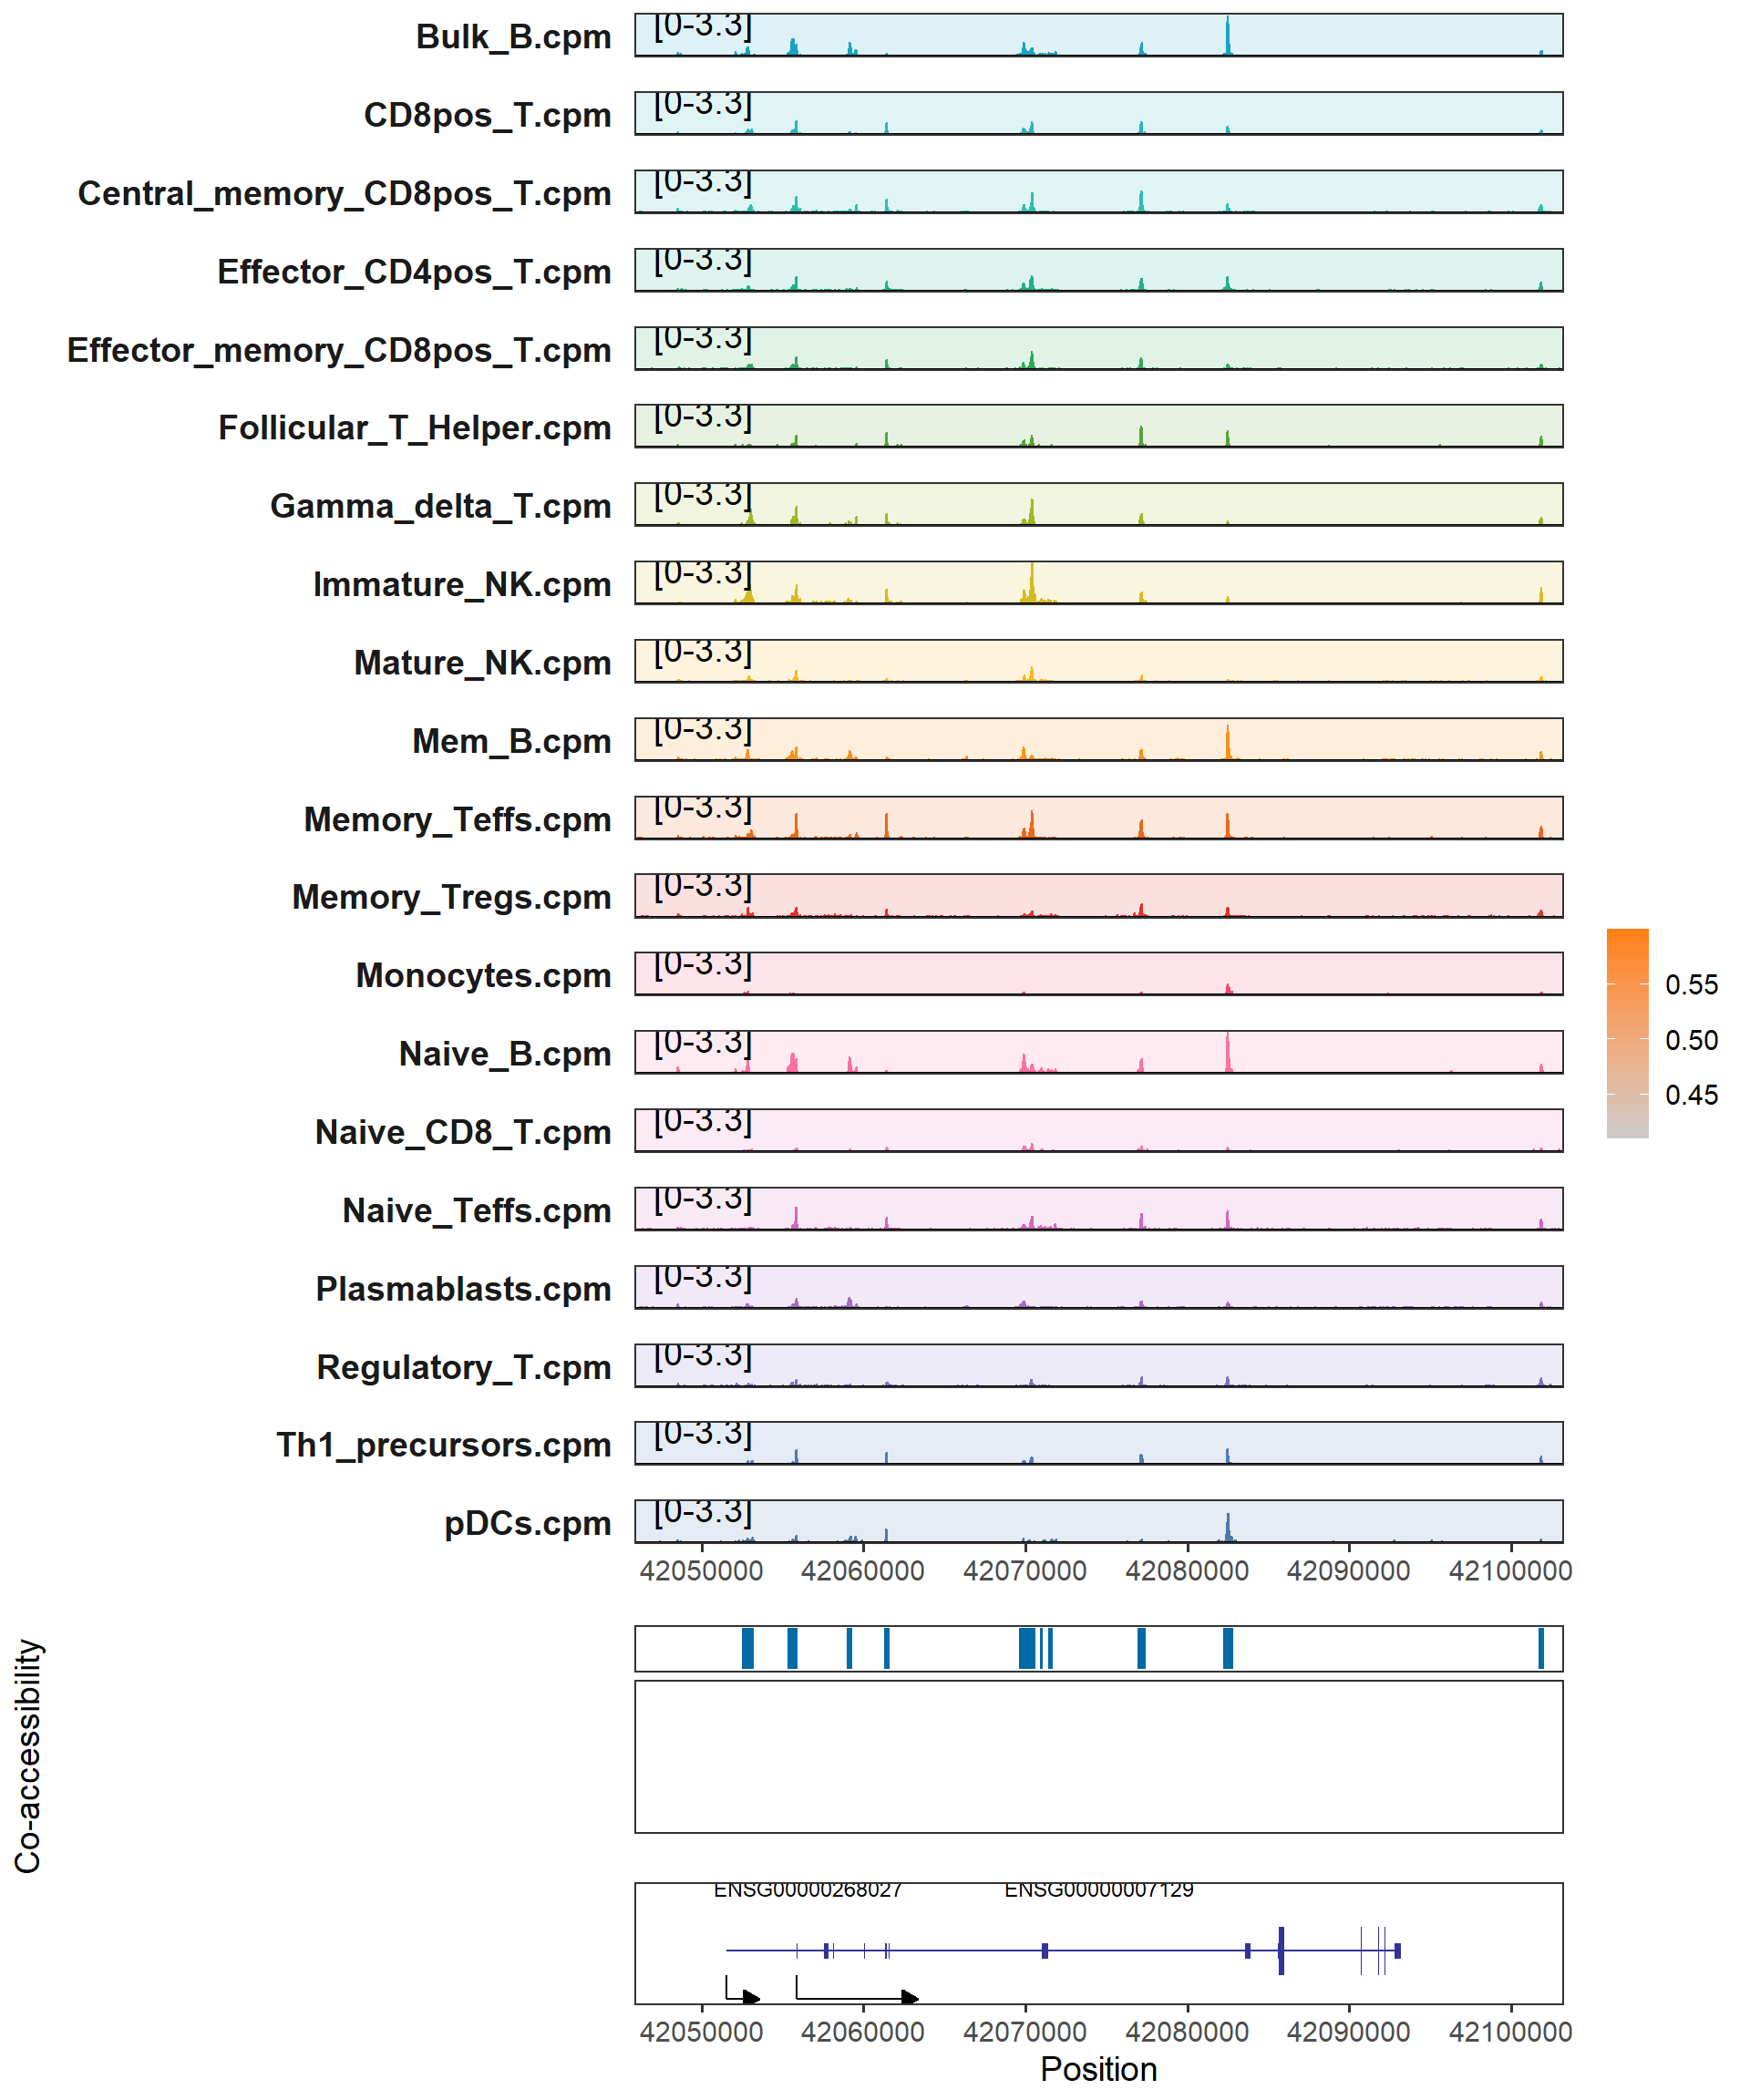 Bulk_B.cpm [0-3.3]
CD8pos_T.cpm [0-3.3]
Central_memory_CD8pos_T.cpm [0-3.3]
Effector_CD4pos_T.cpm [0-3.3]
Effector_memory_CD8pos_T.cpm [0-3.3]
Follicular_T_Helper.cpm [0-3.3]
Gamma_delta_T.cpm [0-3.3]
Immature_NK.cpm [0-3.3]
Mature_NK.cpm [0-3.3]
Mem_B.cpm [0-3.3]
Memory_Teffs.cpm [0-3.3]
Memory_Tregs.cpm [0-3.3]
Monocytes.cpm [0-3.3]
Naive_B.cpm [0-3.3]
Naive_CD8_T.cpm [0-3.3]
Naive_Teffs.cpm [0-3.3]
Plasmablasts.cpm [0-3.3]
Regulatory_T.cpm [0-3.3]
Th1_precursors.cpm [0-3.3]
pDCs.cpm [0-3.3]
42050000 42060000 42070000 42080000 42090000 42100000
0.55
0.50
0.45
Co-accessibility
ENSG00000268027 ENSG00000007129
42050000 42060000 42070000 42080000 42090000 42100000
Position